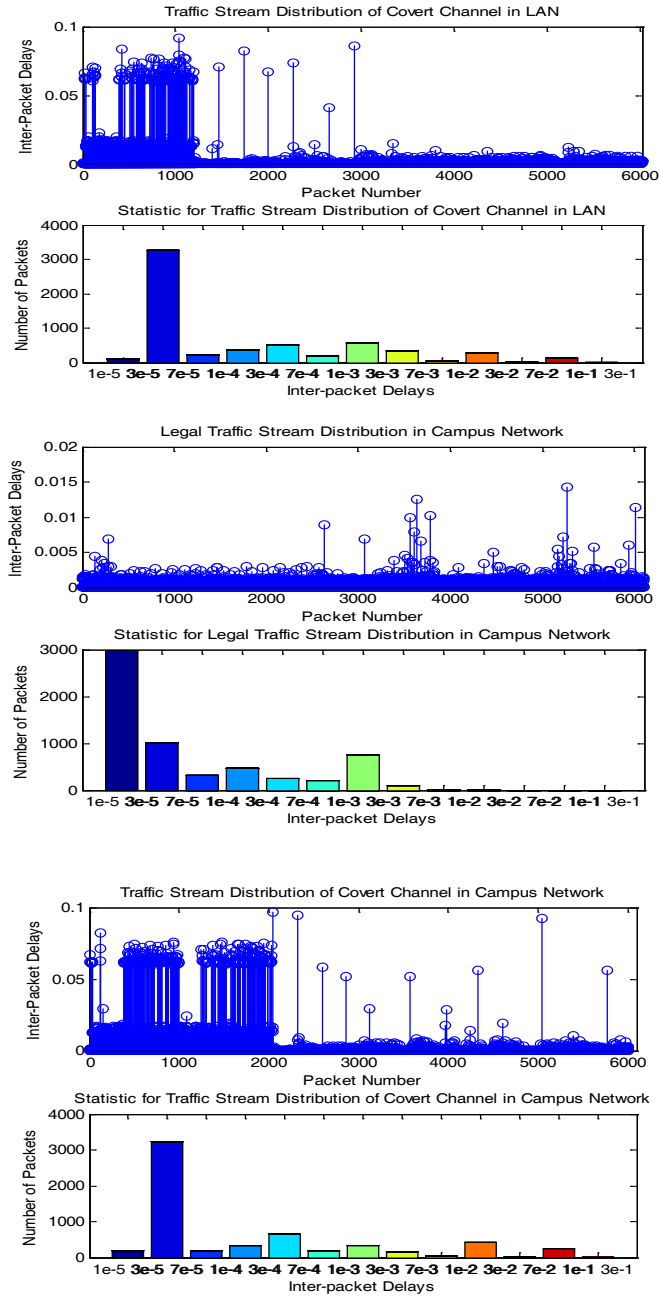 Traffic Stream Distribution of Covert Channel in LAN
0.1
0.05
0
Inter-Packet Delays
0 1000 2000 3000 4000 5000 6000
Packet Number
Statistic for Traffic Stream Distribution of Covert Channel in LAN
4000
3000
2000
1000
0
Number of Packets
1e-5 3e-5 7e-5 1e-4 3e-4 7e-4 1e-3 3e-3 7e-3 1e-2 3e-2 7e-2 1e-1 3e-1
Inter-packet Delays
Legal Traffic Stream Distribution in Campus Network
0.02
0.015
0.01
0.005
0
Inter-Packet Delays
0 1000 2000 3000 4000 5000 6000
Packet Number
Statistic for Legal Traffic Stream Distribution in Campus Network
3000
2000
1000
0
Number of Packets
1e-5 3e-5 7e-5 1e-4 3e-4 7e-4 1e-3 3e-3 7e-3 1e-2 3e-2 7e-2 1e-1 3e-1
Inter-packet Delays
Traffic Stream Distribution of Covert Channel in Campus Network
0.1
0.05
0
Inter-Packet Delays
0 1000 2000 3000 4000 5000 6000
Packet Number
Statistic for Traffic Stream Distribution of Covert Channel in Campus Network
4000
3000
2000
1000
0
Number of Packets
1e-5 3e-5 7e-5 1e-4 3e-4 7e-4 1e-3 3e-3 7e-3 1e-2 3e-2 7e-2 1e-1 3e-1
Inter-packet Delays